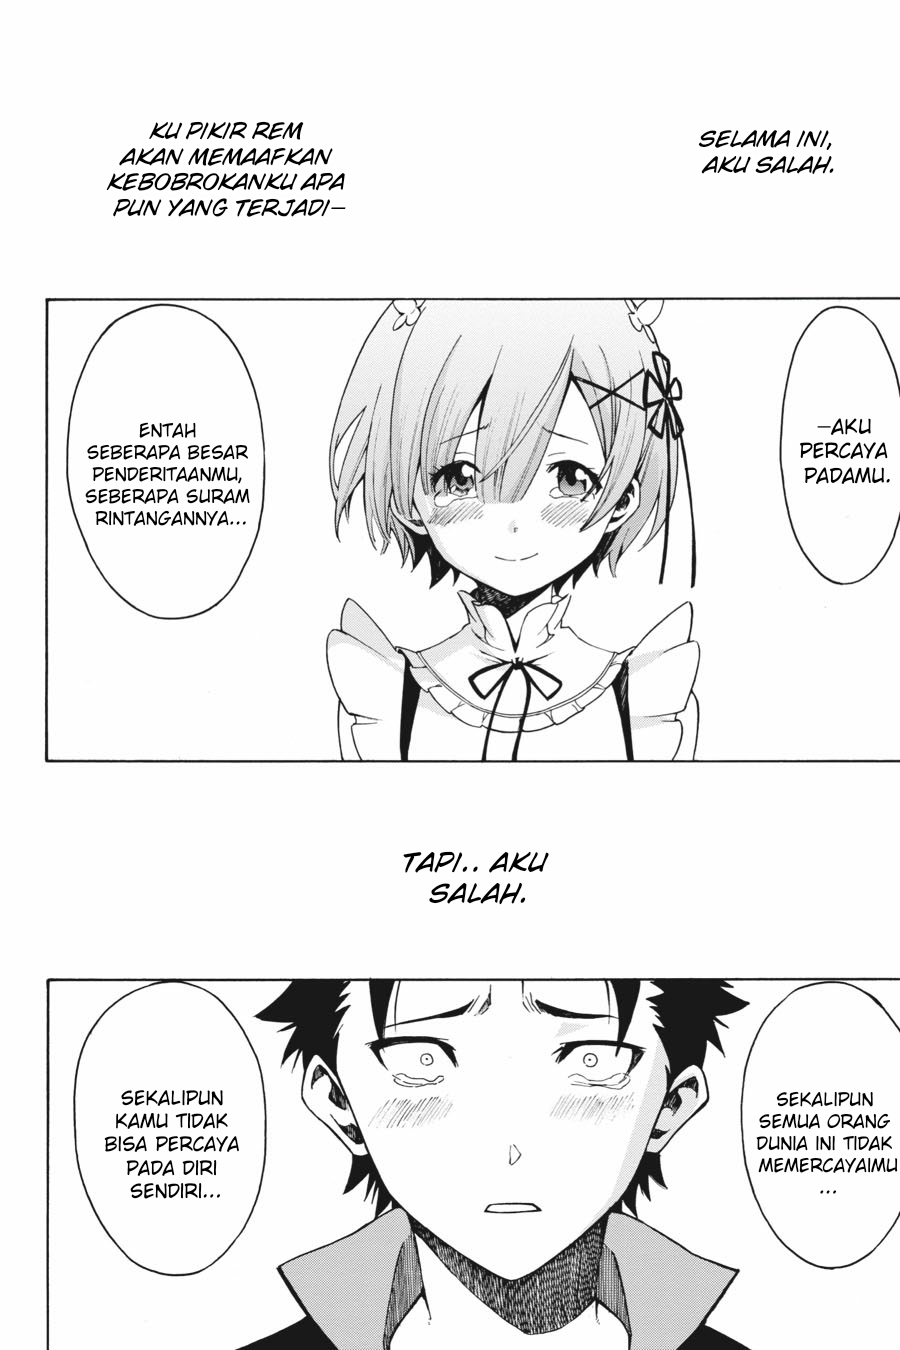 SELAMA INI,
AKU SALAH.
KU PIKIR REM
AKAN MEMAAFKAN
KEBOBROKANKU APA
PUN YANG TERJADI—
—AKU
PERCAYA
PADAMU.
ENTAH
SEBERAPA BESAR
PENDERITAANMU,
SEBERAPA SURAM
RINTANGANNYA...
TAPI.. AKU
SALAH.
SEKALIPUN
SEMUA ORANG
DUNIA INI TIDAK
MEMERCAYAIMU
...
SEKALIPUN
KAMU TIDAK
BISA PERCAYA
PADA DIRI
SENDIRI...